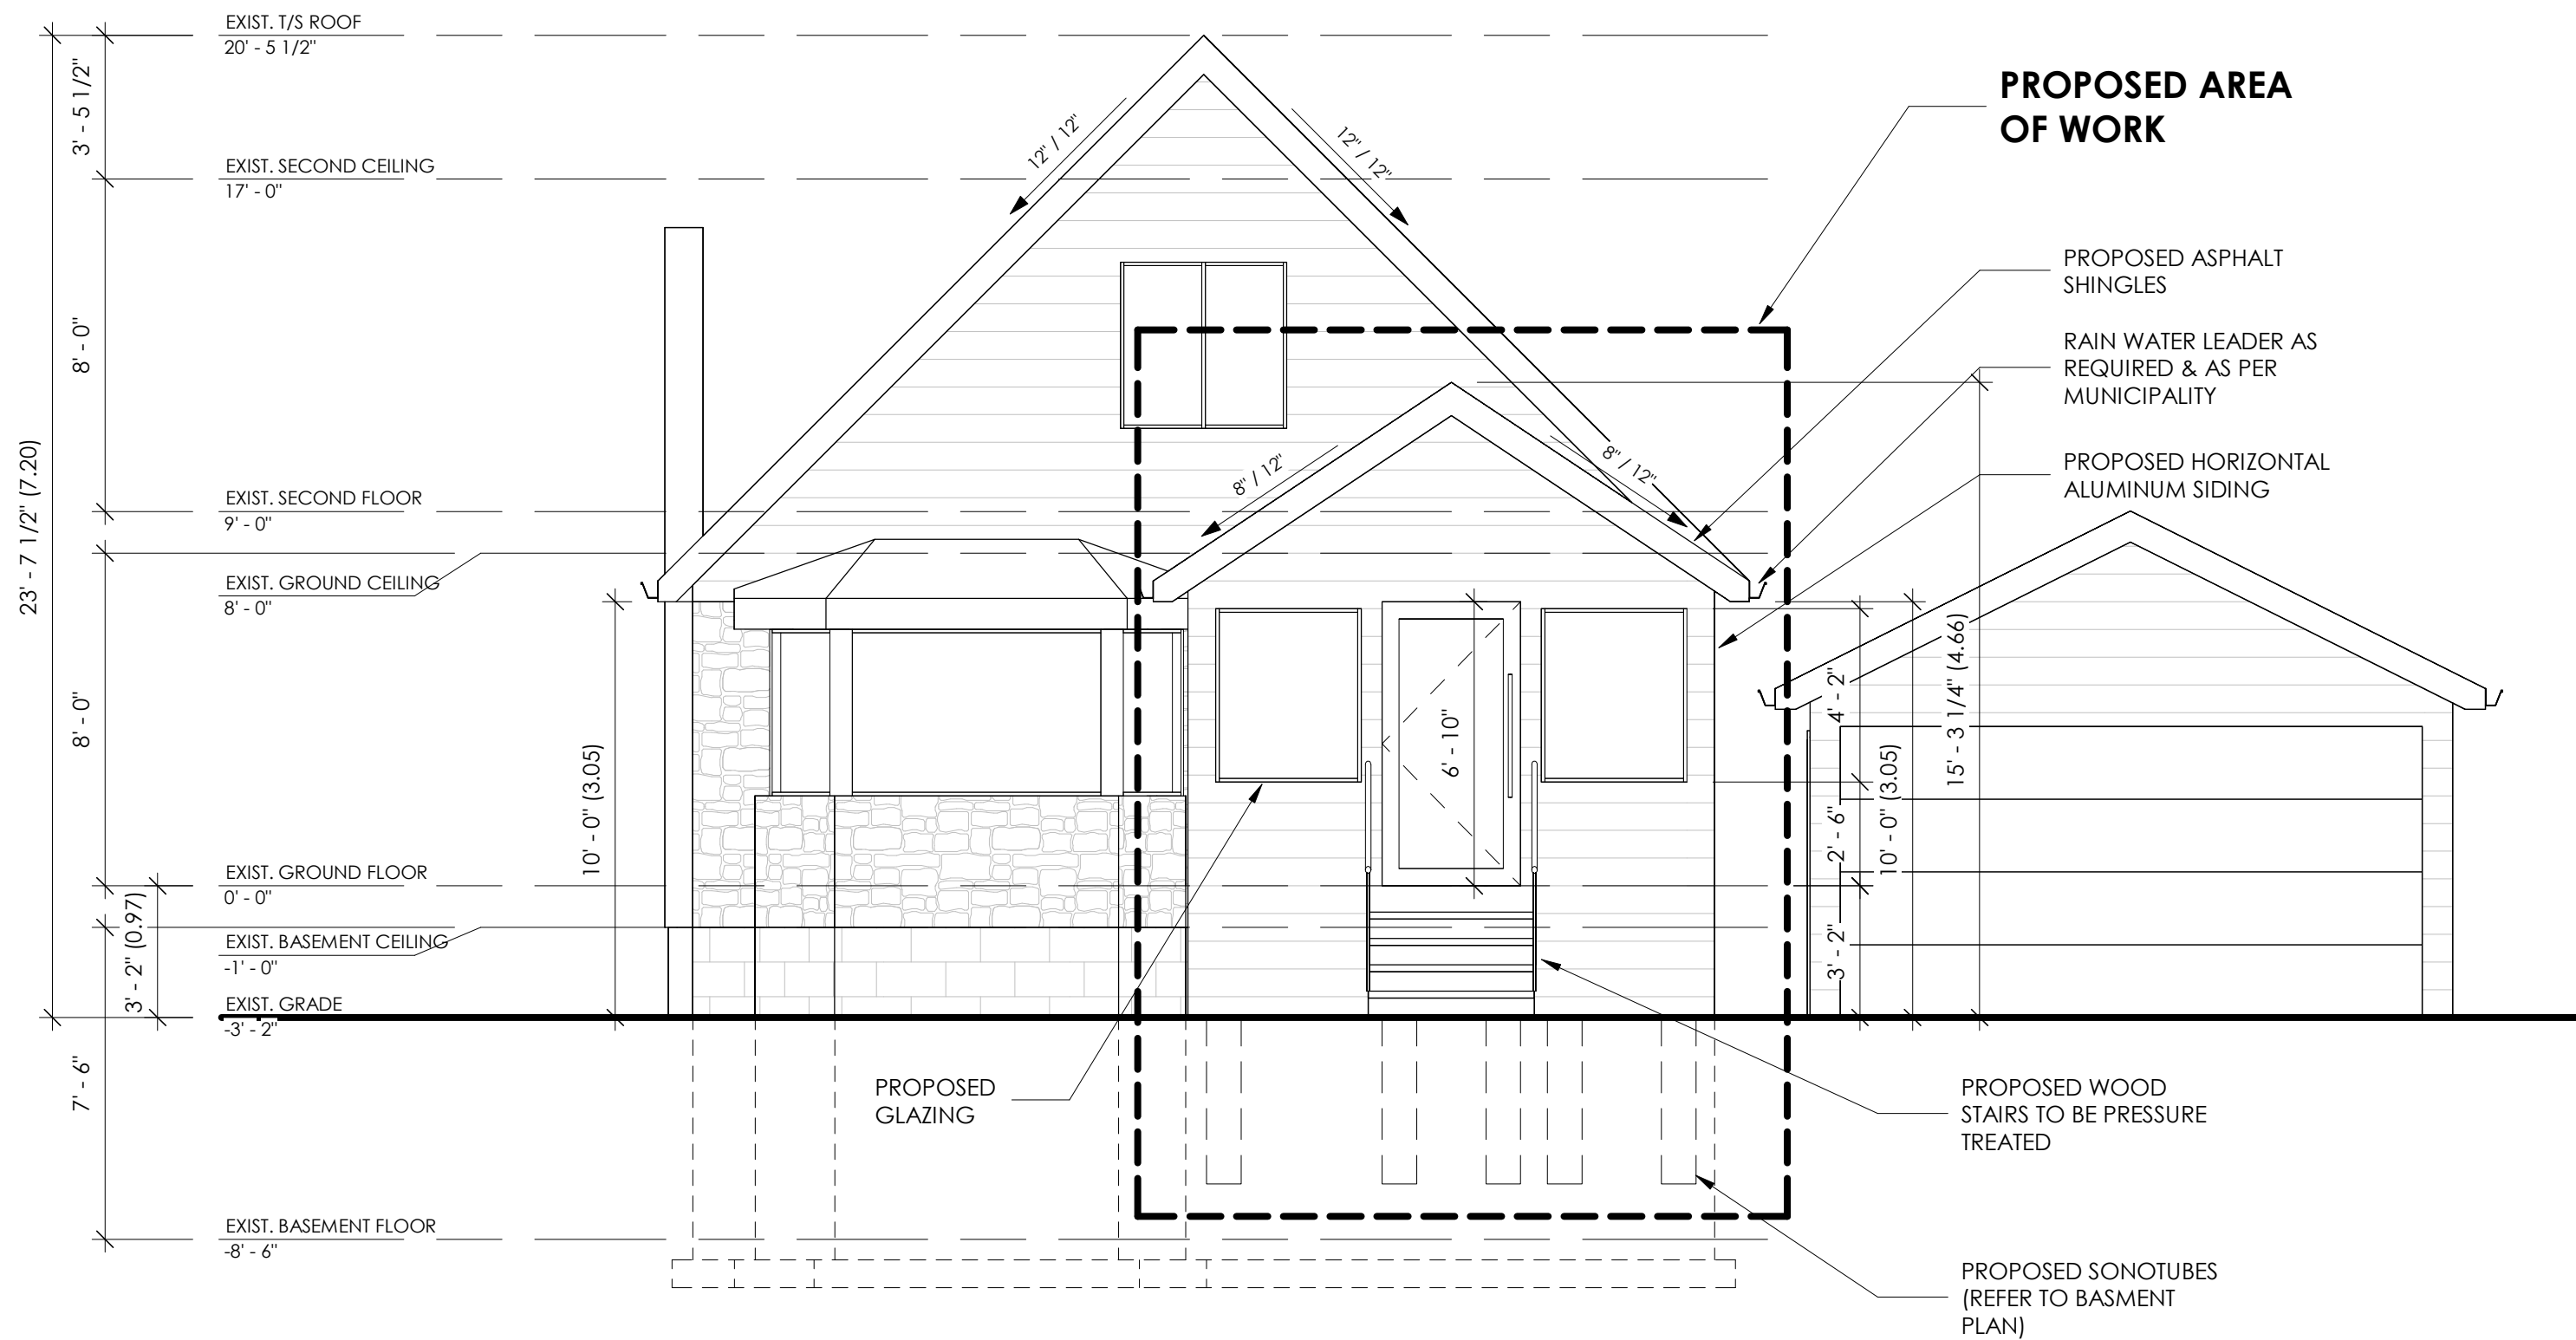 EXIST. T/S ROOF
20' - 5 1/2"
3' - 5 1/2"
EXIST. SECOND CEILING
17' - 0"
8' - 0"
23' - 7 1/2" (7.20)
EXIST. SECOND FLOOR
9' - 0"
EXIST. GROUND CEILING
8' - 0"
8' - 0"
EXIST. GROUND FLOOR
0' - 0"
3' - 2" (0.97)
EXIST. BASEMENT CEILING
-1' - 0"
EXIST. GRADE
-3' - 2"
7' - 6"
EXIST. BASEMENT FLOOR
-8' - 6"
12" / 12"
12" / 12"
8" / 12"
8" / 12"
10' - 0" (3.05)
6' - 10"
4' - 2"
2' - 6"
3' - 2"
10' - 0" (3.05)
15' - 3 1/4" (4.66)
PROPOSED AREA
OF WORK
PROPOSED ASPHALT
SHINGLES
RAIN WATER LEADER AS
REQUIRED & AS PER
MUNICIPALITY
PROPOSED HORIZONTAL
ALUMINUM SIDING
PROPOSED
GLAZING
PROPOSED WOOD
STAIRS TO BE PRESSURE
TREATED
PROPOSED SONOTUBES
(REFER TO BASMENT
PLAN)